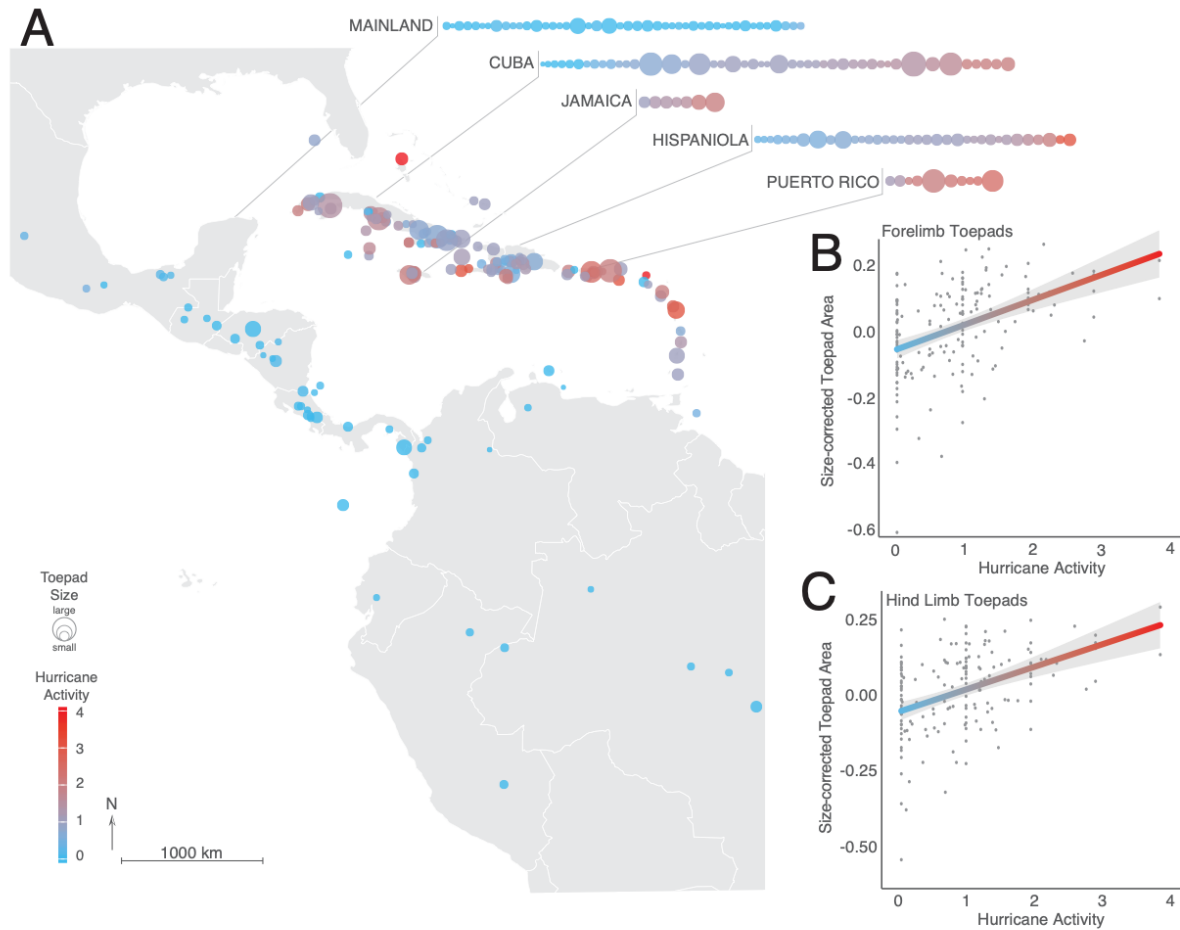 A
MAINLAND
CUBA
JAMAICA
HISPANIOLA
PUERTO RICO
B
Forelimb Toepads
Size-corrected Toepad Area
0.2
0.0
-0.2
-0.4
-0.6
0 1 2 3 4
Hurricane Activity
C
Hind Limb Toepads
Size-corrected Toepad Area
0.25
0.00
-0.25
-0.50
0 1 2 3 4
Hurricane Activity
Toepad
Size
large
small
Hurricane
Activity
4
3
2
1
0
N
1000 km